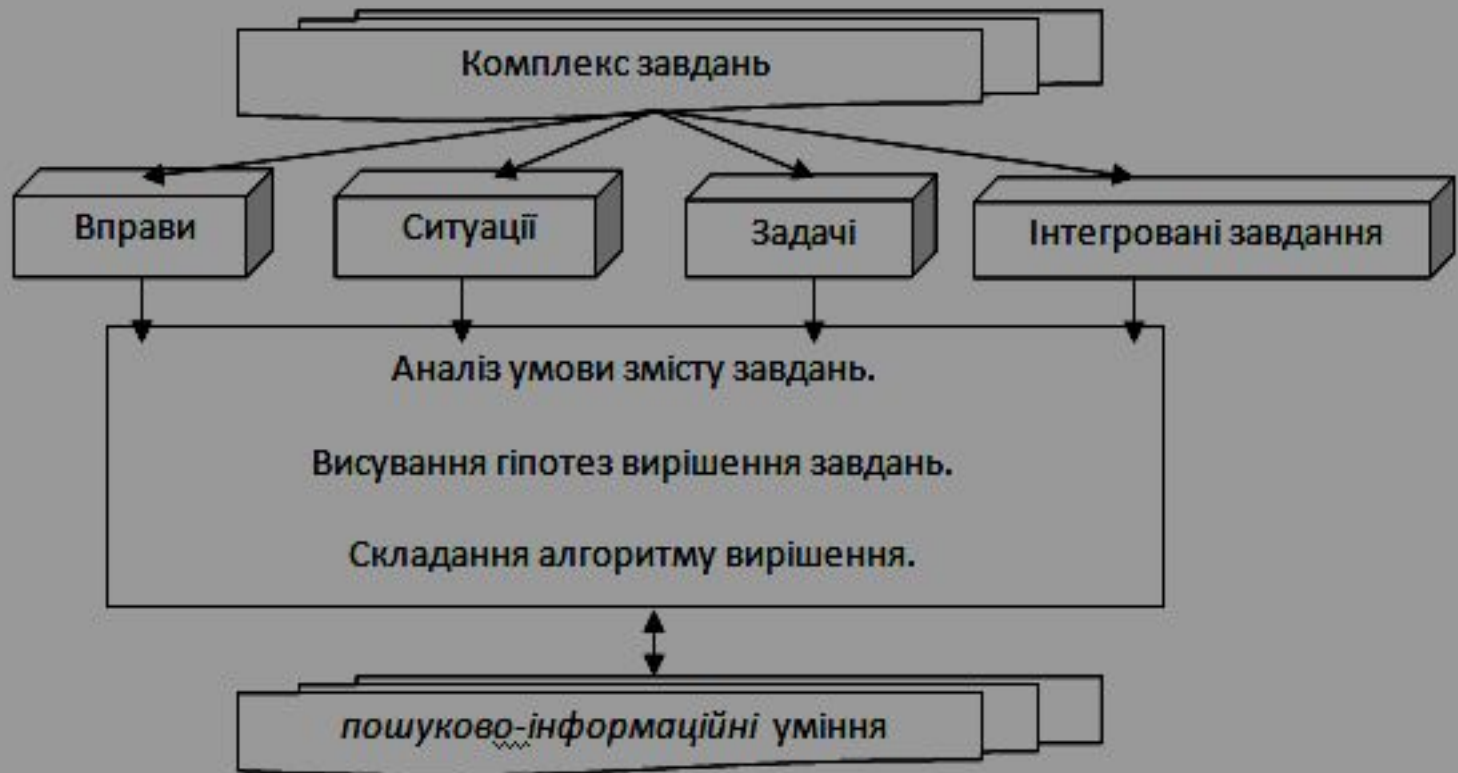 Комплекс завдань
Вправи
Ситуації
Задачі
Інтегровані завдання
Аналіз умови змісту завдань.
Висування гіпотез вирішення завдань.
Складання алгоритму вирішення.
пошуково-інформаційні уміння